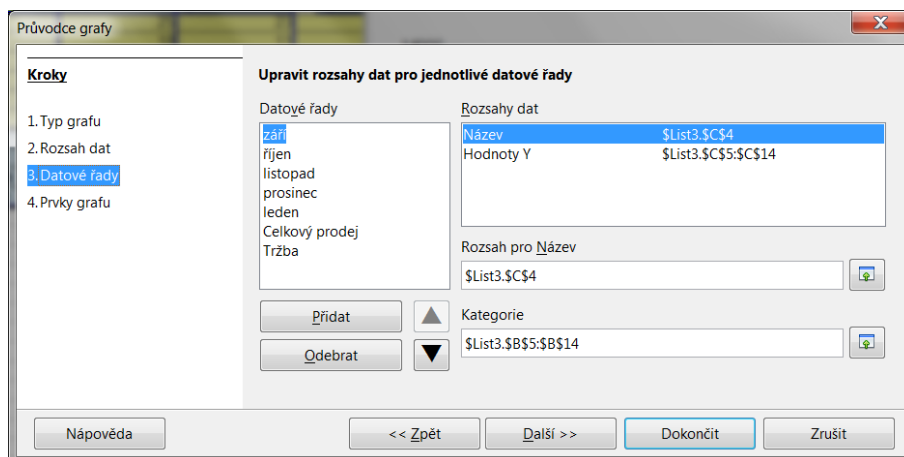 Průvodce grafy
Kroky
1.Typ grafu
2.Rozsah dat
3.Datové řady
4.Prvky grafu
Upravit rozsahy dat pro jednotlivé datové řady
Datové řady
září
říjen
listopad
prosinec
leden
Celkový prodej
Tržba
Přidat
Odebrat
Rozsahy dat
Název $List3.$C$4
Hodnoty Y $List3.$C$5:$C$14
Rozsah pro Název
$List3.$C$4
Kategorie
$List3.$B$5:$B$14
Nápověda << Zpět Další >> Dokončit Zrušit